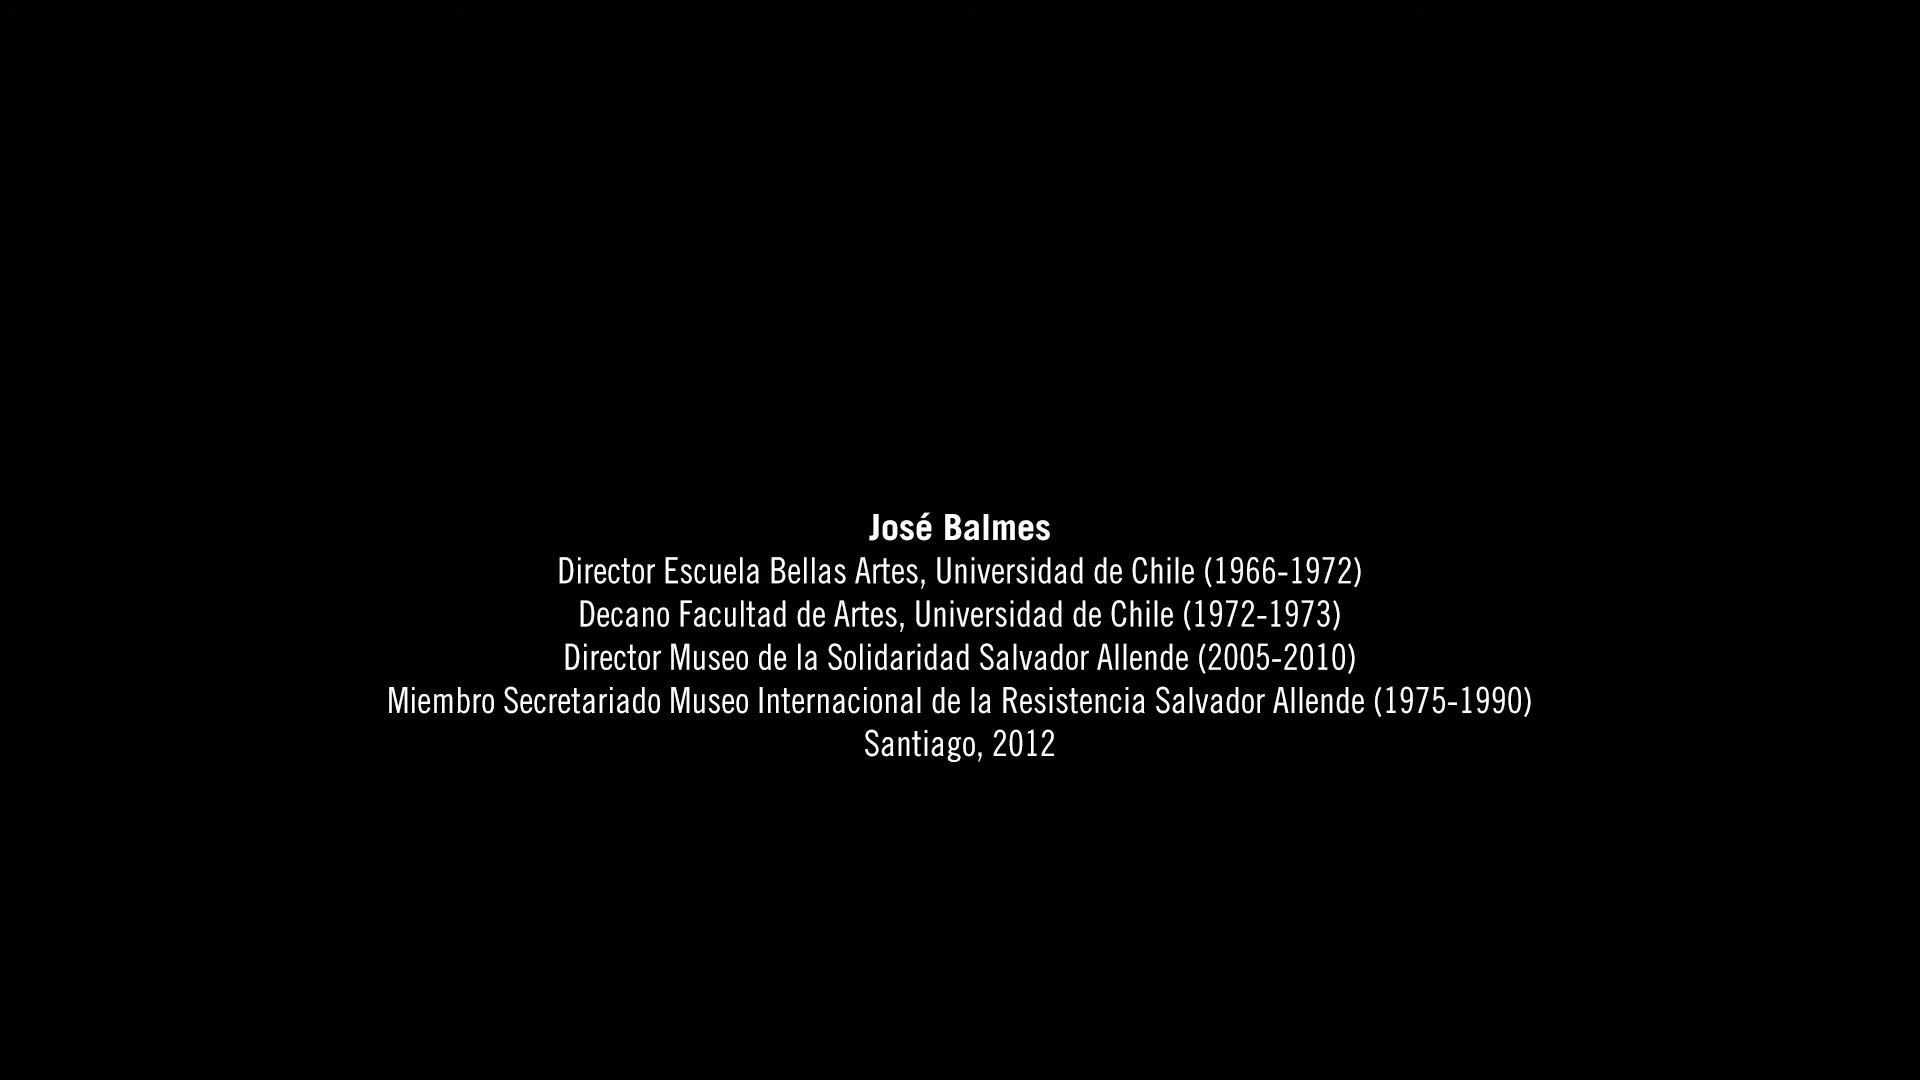 José Balmes
Director Escuela Bellas Artes, Universidad de Chile (1966-1972)
Decano Facultad de Artes, Universidad de Chile (1972-1973)
Director Museo de la Solidaridad Salvador Allende (2005-2010)
Miembro Secretariado Museo Internacional de la Resistencia Salvador Allende (1975-1990)
Santiago, 2012